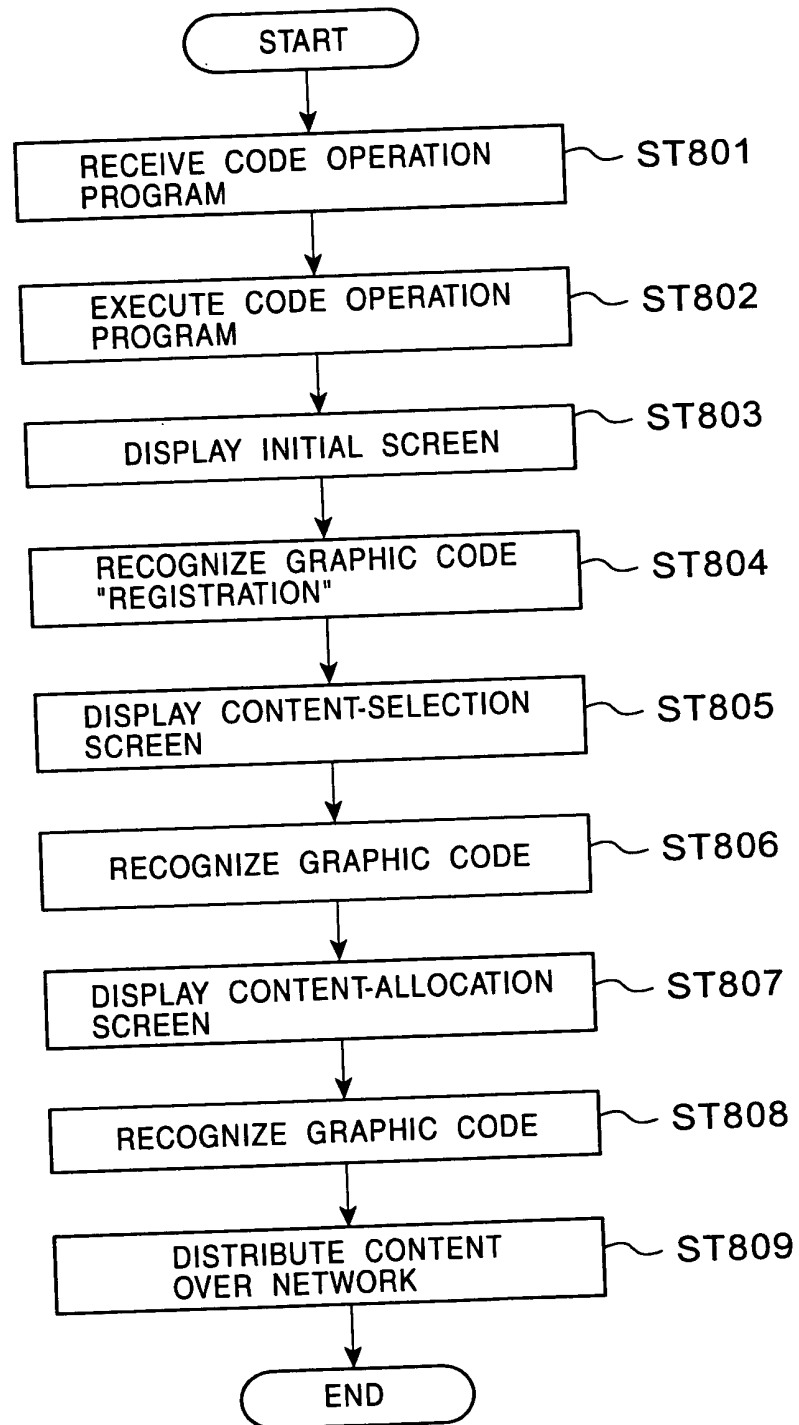 START
RECEIVE CODE OPERATION
PROGRAM
ST801
EXECUTE CODE OPERATION
PROGRAM
ST802
DISPLAY INITIAL SCREEN
ST803
RECOGNIZE GRAPHIC CODE
"REGISTRATION"
ST804
DISPLAY CONTENT-SELECTION
SCREEN
ST805
RECOGNIZE GRAPHIC CODE
ST806
DISPLAY CONTENT-ALLOCATION
SCREEN
ST807
RECOGNIZE GRAPHIC CODE
ST808
DISTRIBUTE CONTENT
OVER NETWORK
ST809
END